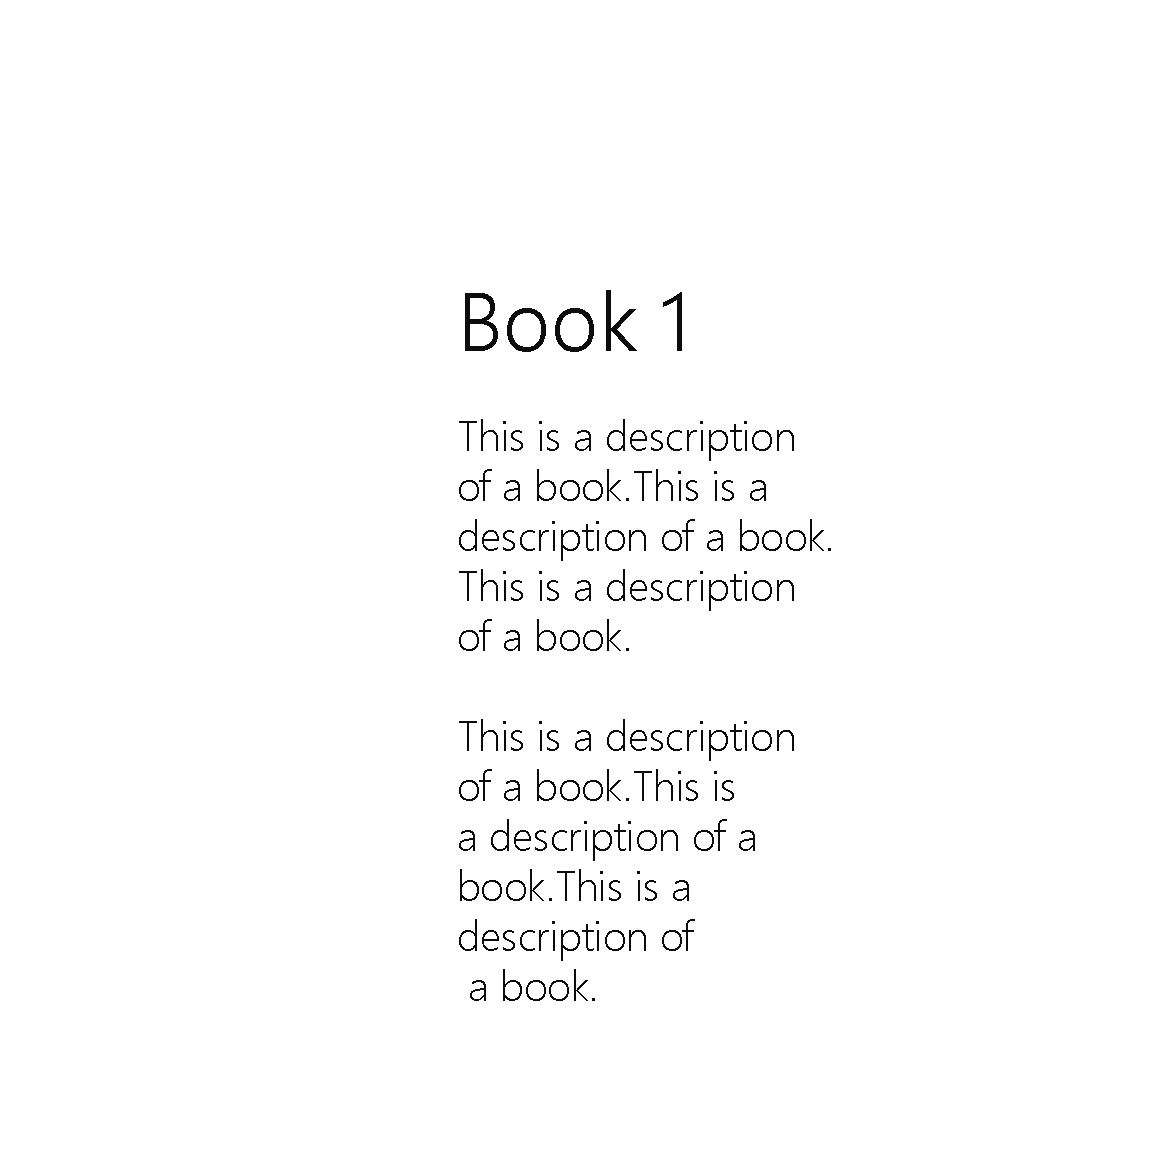 Book 1
This is a description
of a book.This is a
description of a book.
This is a description
of a book.
This is a description
of a book.This is
a description of a
book.This is a
description of
a book.